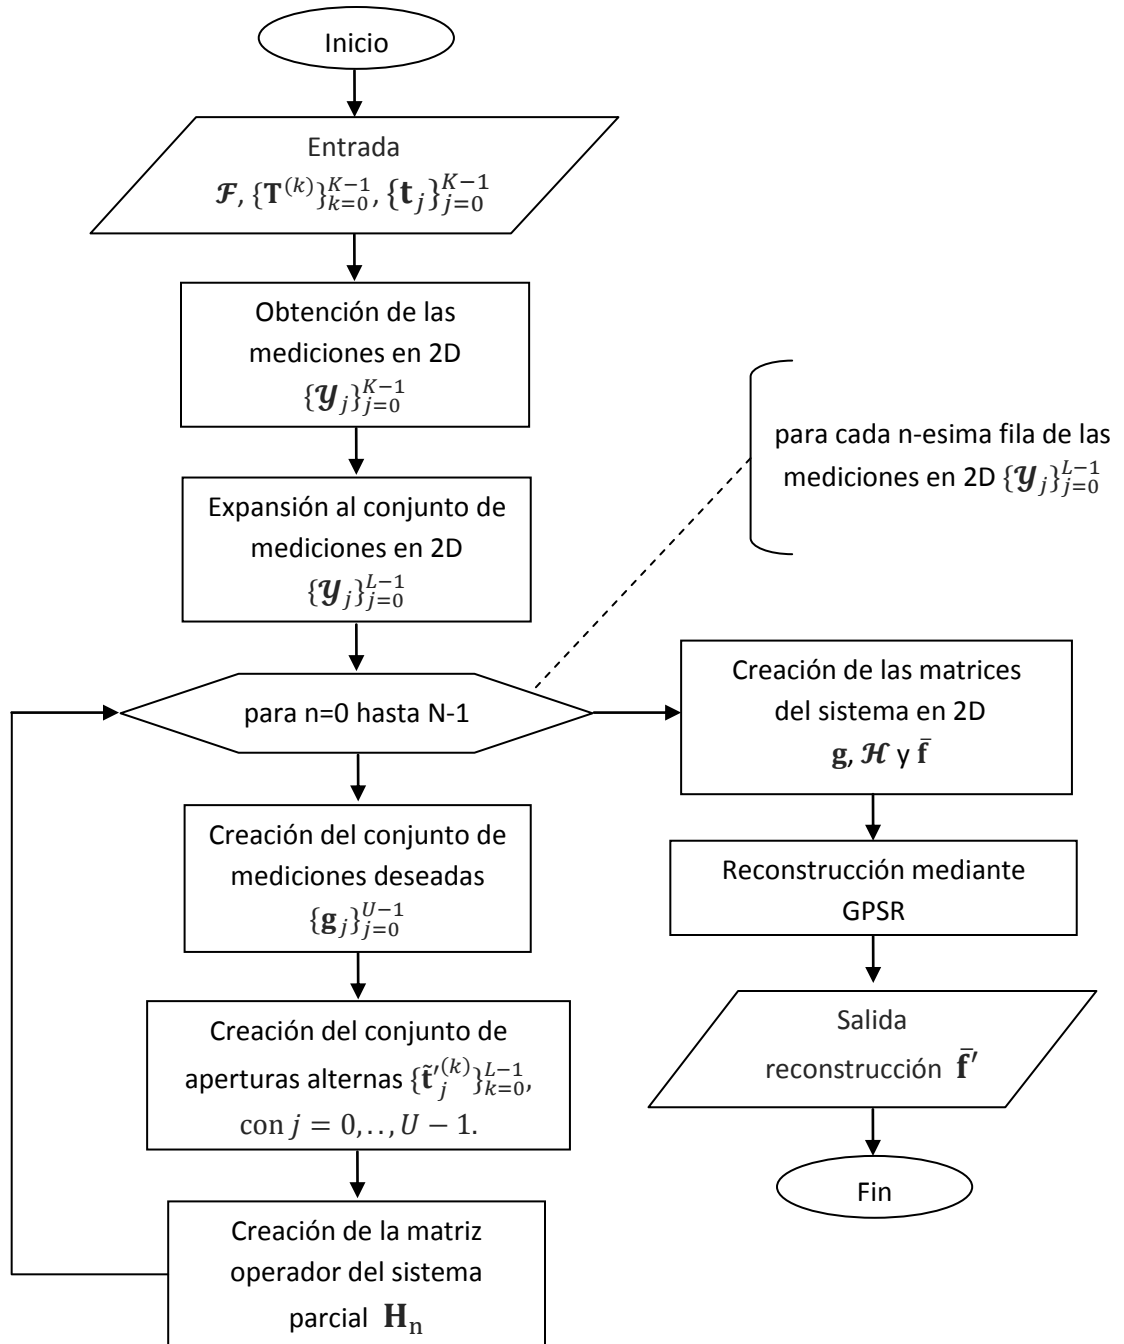 Inicio
Entrada
𝓕, {𝐓^(k)}_{k=0}^{K−1}, {𝐭_j}_{j=0}^{K−1}
Obtención de las
mediciones en 2D
{𝓨_j}_{j=0}^{K−1}
Expansión al conjunto de
mediciones en 2D
{𝓨_j}_{j=0}^{L−1}
para cada n-esima fila de las
mediciones en 2D {𝓨_j}_{j=0}^{L−1}
para n=0 hasta N-1
Creación del conjunto de
mediciones deseadas
{𝐠_j}_{j=0}^{U−1}
Creación del conjunto de
aperturas alternas {𝐭̃′_j^(k)}_{k=0}^{L−1},
con j = 0,..,U − 1.
Creación de la matriz
operador del sistema
parcial 𝐇_n
Creación de las matrices
del sistema en 2D
𝐠, 𝓗 y 𝐟̄
Reconstrucción mediante
GPSR
Salida
reconstrucción 𝐟̄′
Fin